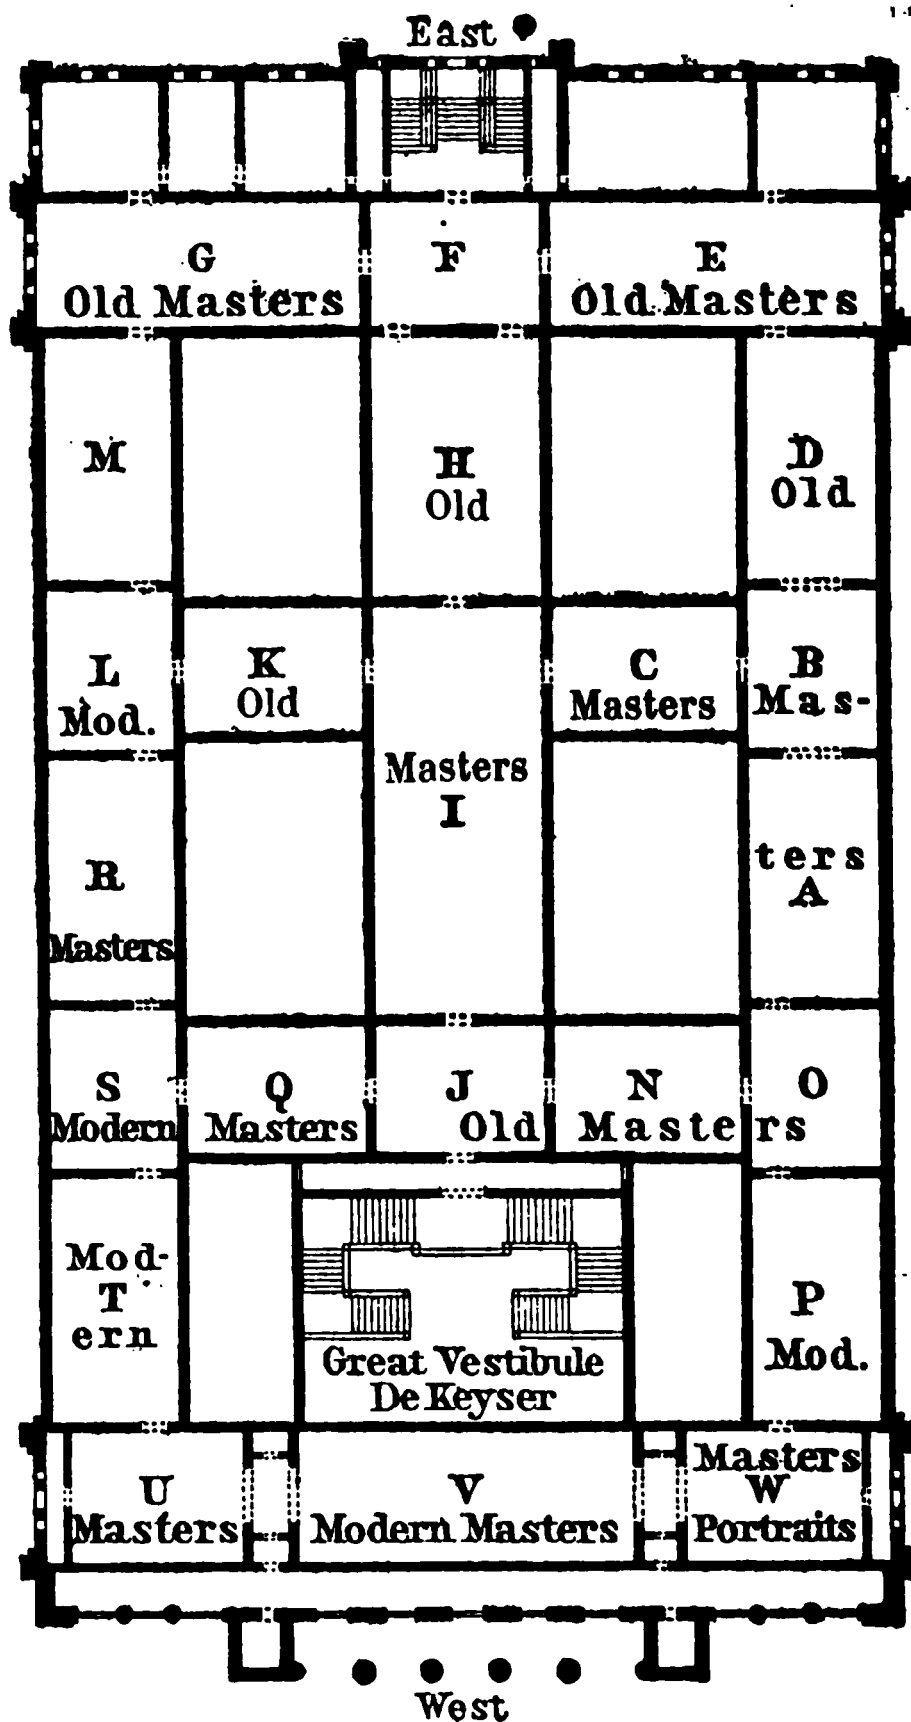 East
G
Old Masters
F
E
Old Masters
M
H
Old
D
Old
L
Mod.
K
Old
C
Masters
B
Mas-
Masters
I
R
Masters
ters
A
S
Modern
Q
Masters
J
Old
N
Masters
O
Mod-
T
ern
Great Vestibule
De Keyser
P
Mod.
U
Masters
V
Modern Masters
Masters
W
Portraits
West